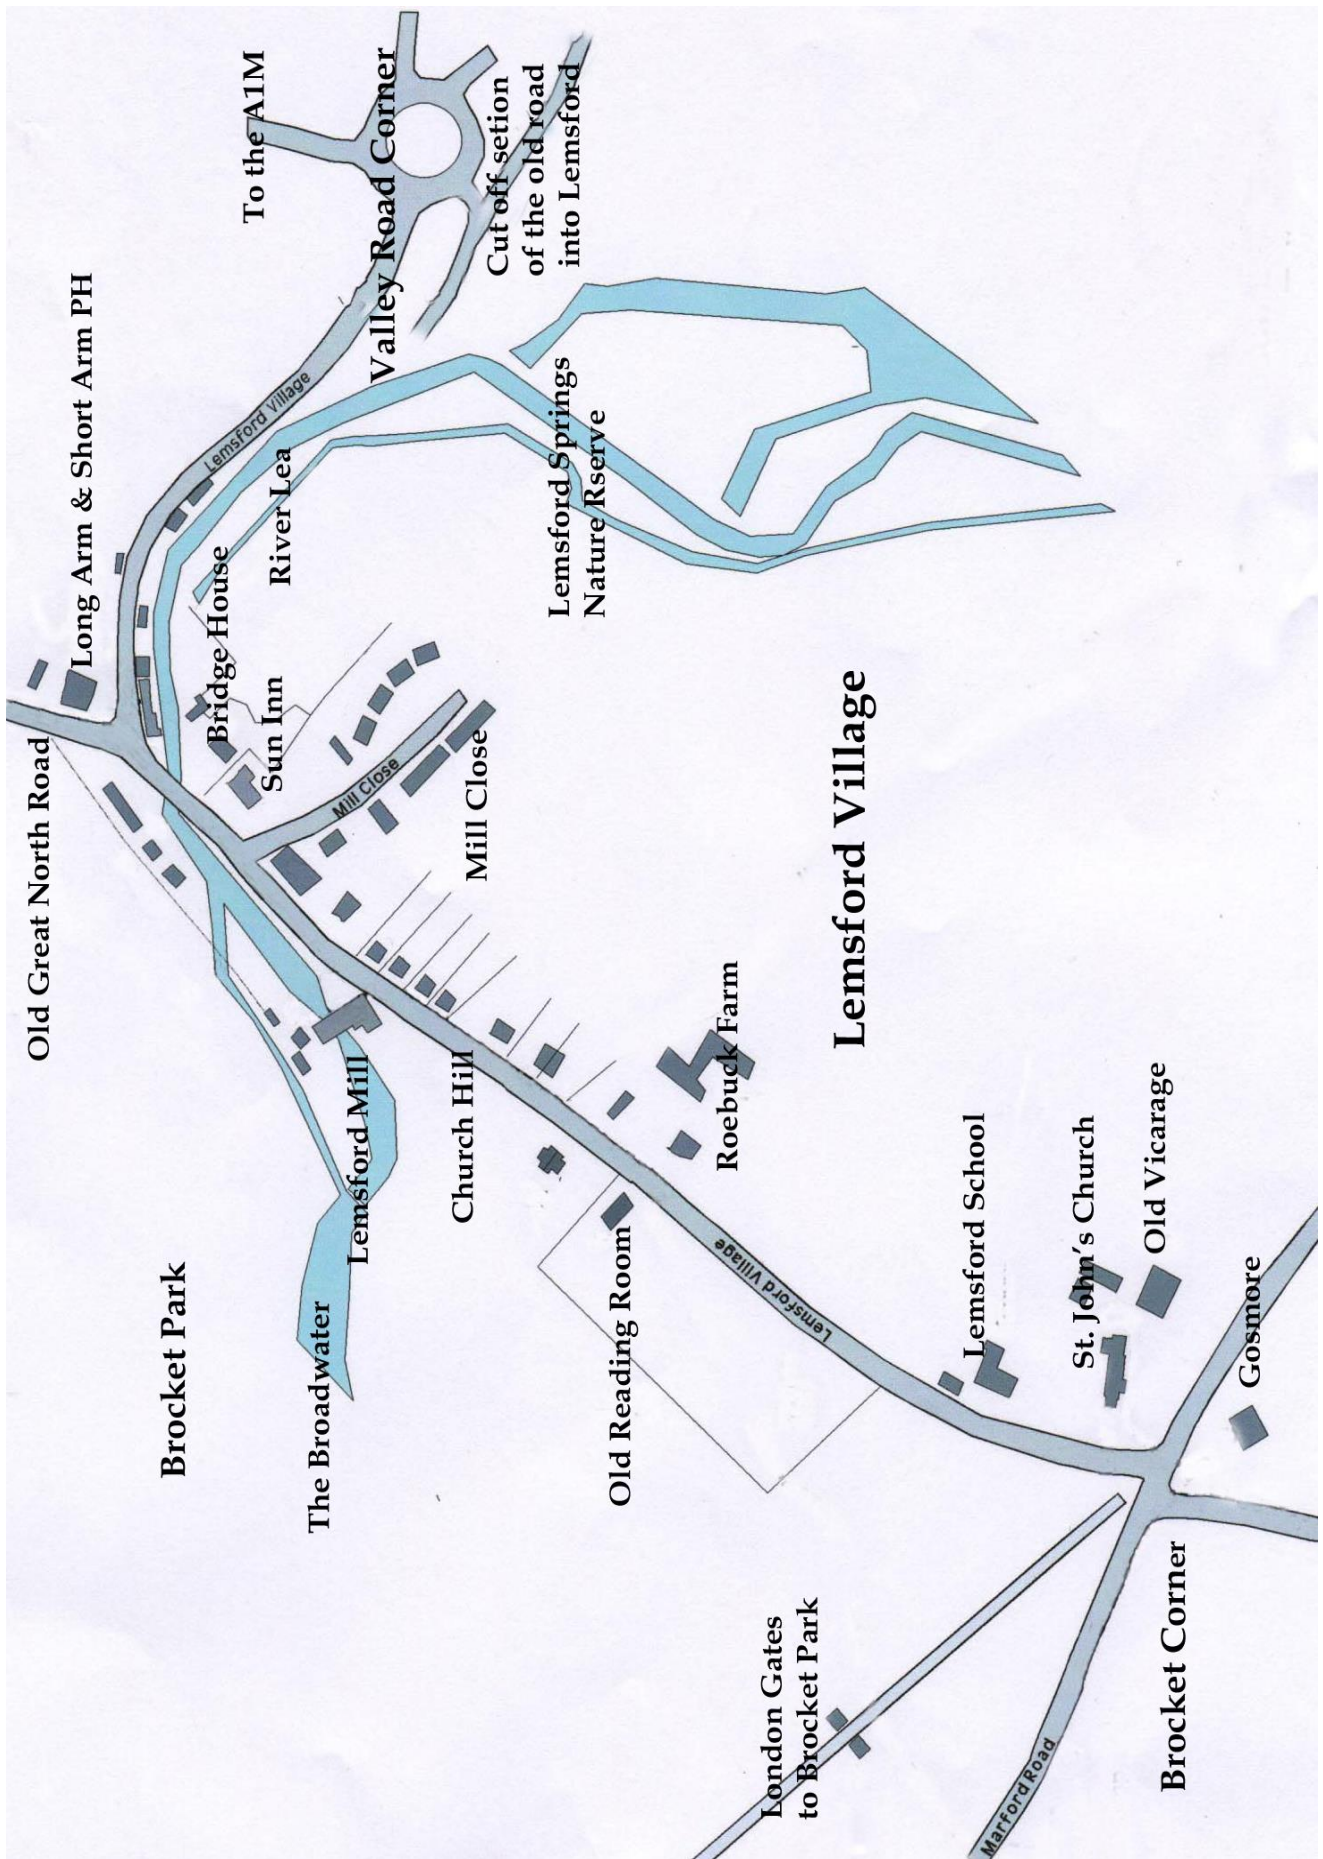 Old Great North Road
Long Arm & Short Arm PH
To the A1M
Valley Road Corner
Cut off setion
of the old road
into Lemsford
Lemsford Village
River Lea
Bridge House
Sun Inn
Mill Close
Mill Close
Lemsford Springs
Nature Rserve
Brocket Park
The Broadwater
Lemsford Mill
Church Hill
Old Reading Room
Roebuck Farm
Lemsford Village
Lemsford Village
Lemsford School
St. John's Church
Old Vicarage
Gosmore
London Gates
to Brocket Park
Marford Road
Brocket Corner